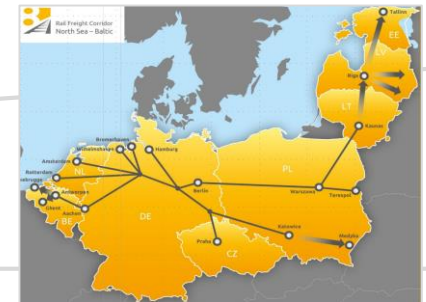 Rail Freight Corridor
North Sea – Baltic
Tallinn
EE
LV
Riga
LT
Kaunas
Bremerhaven
Wilhelmshaven
Hamburg
Amsterdam
NL
Rotterdam
Antwerpen
Ghent
BE
Aachen
Berlin
PL
Warszawa
Terespol
DE
Katowice
Medyka
Praha
CZ